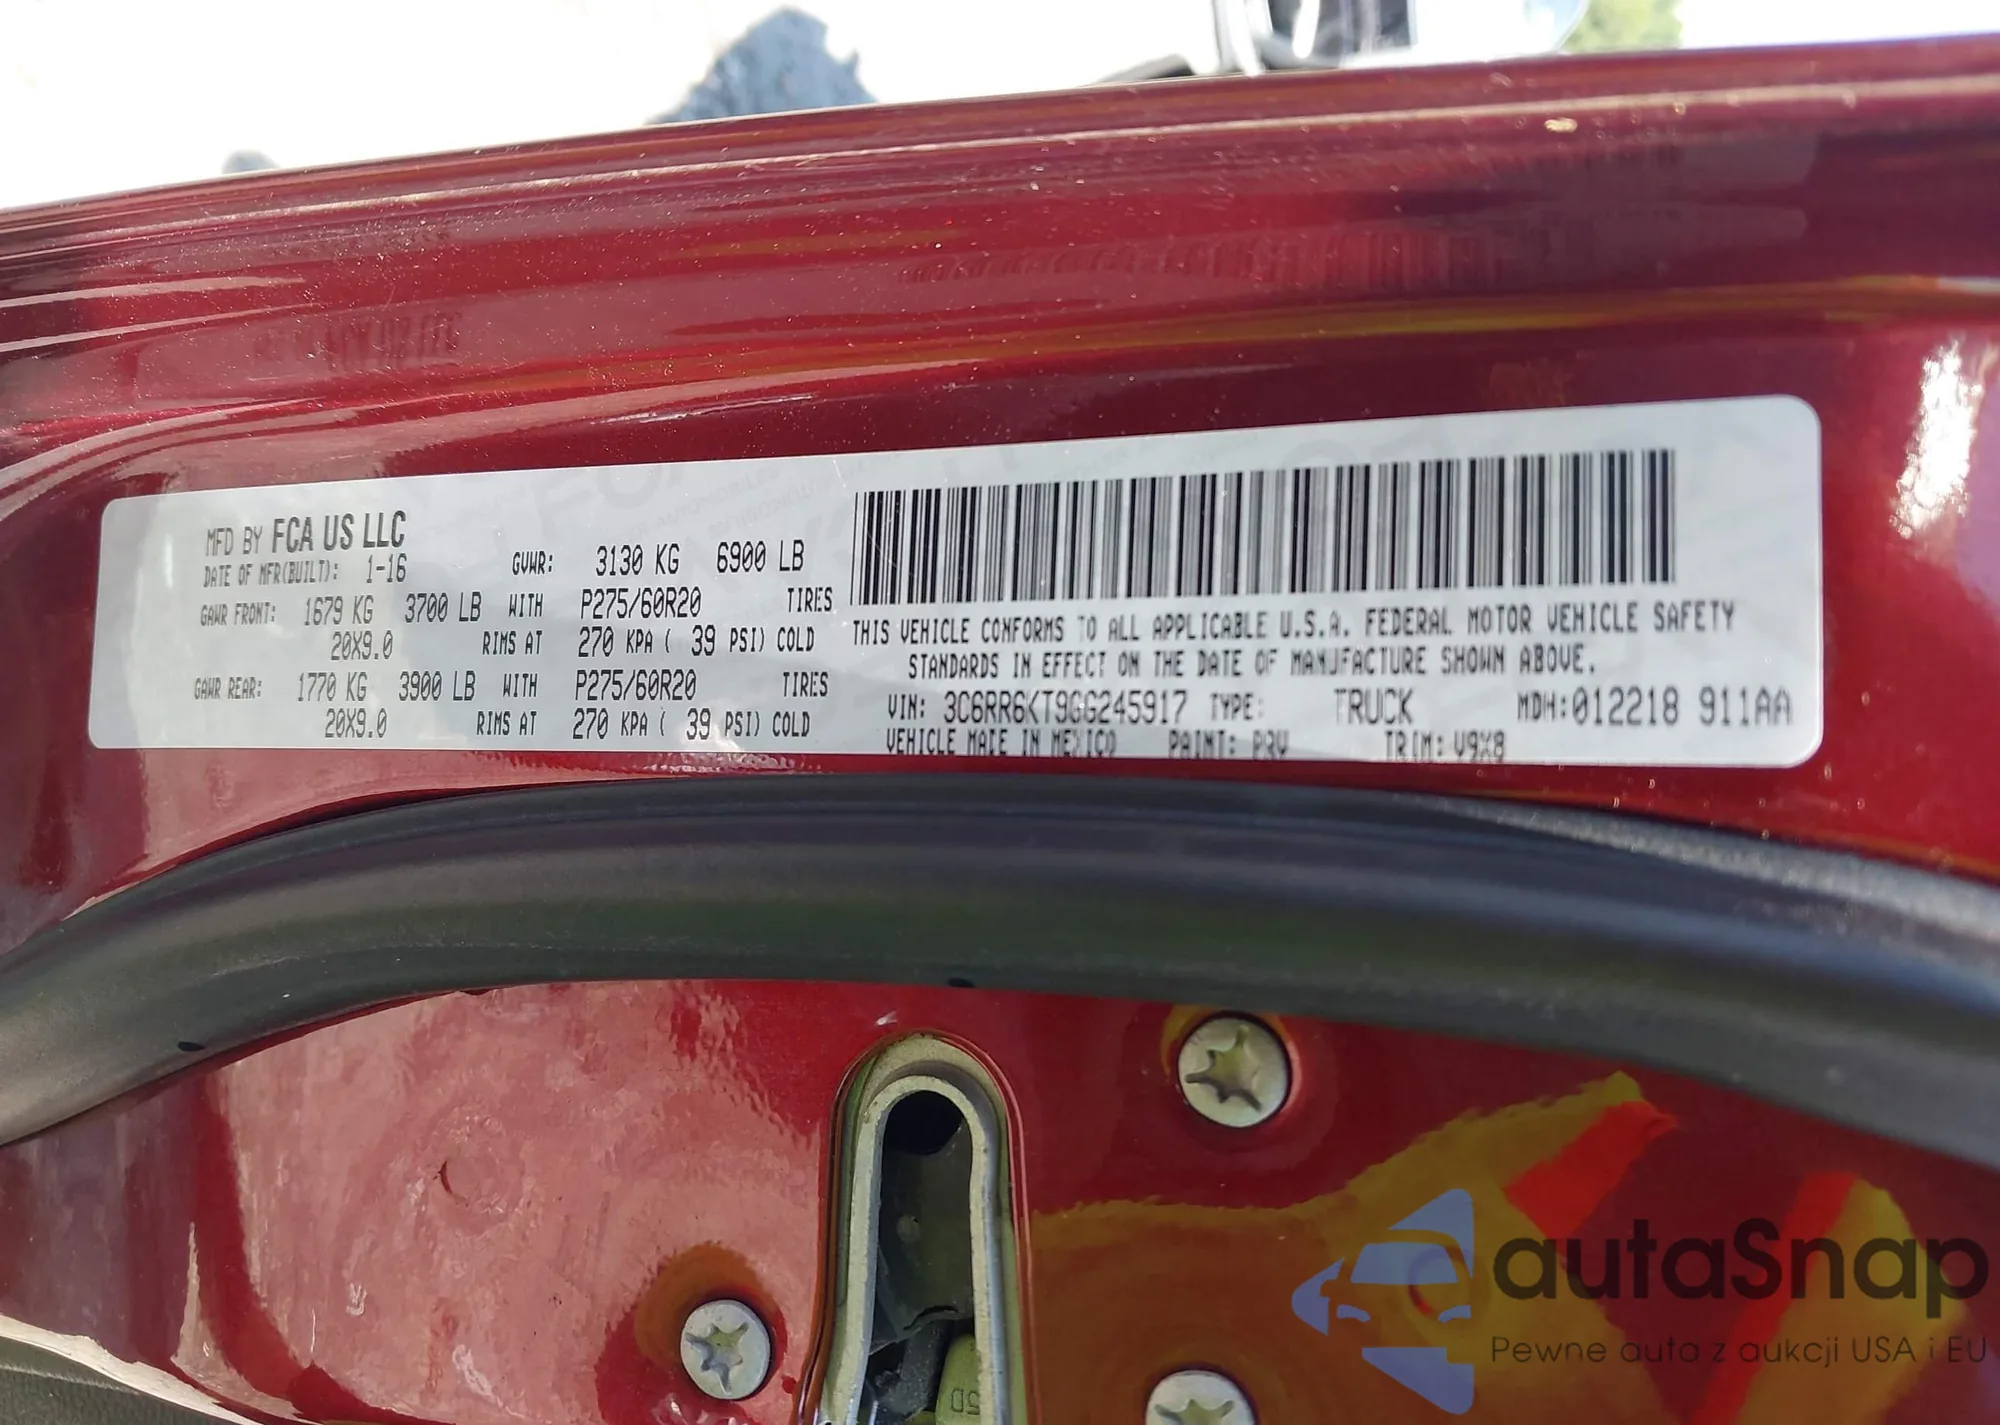 MFD BY FCA US LLC
DATE OF MFR(BUILT): 1-16 GVWR: 3130 KG 6900 LB
GAWR FRONT: 1679 KG 3700 LB WITH P275/60R20 TIRES
20X9.0 RIMS AT 270 KPA ( 39 PSI) COLD
GAWR REAR: 1770 KG 3900 LB WITH P275/60R20 TIRES
20X9.0 RIMS AT 270 KPA ( 39 PSI) COLD
THIS VEHICLE CONFORMS TO ALL APPLICABLE U.S.A. FEDERAL MOTOR VEHICLE SAFETY
STANDARDS IN EFFECT ON THE DATE OF MANUFACTURE SHOWN ABOVE.
VIN: 3C6RR6KT9GG245917 TYPE: TRUCK MDH:012218 911AA
VEHICLE MADE IN MEXICO PAINT: PRV TRIM: V9X8
autaSnap
Pewne auta z aukcji USA i EU